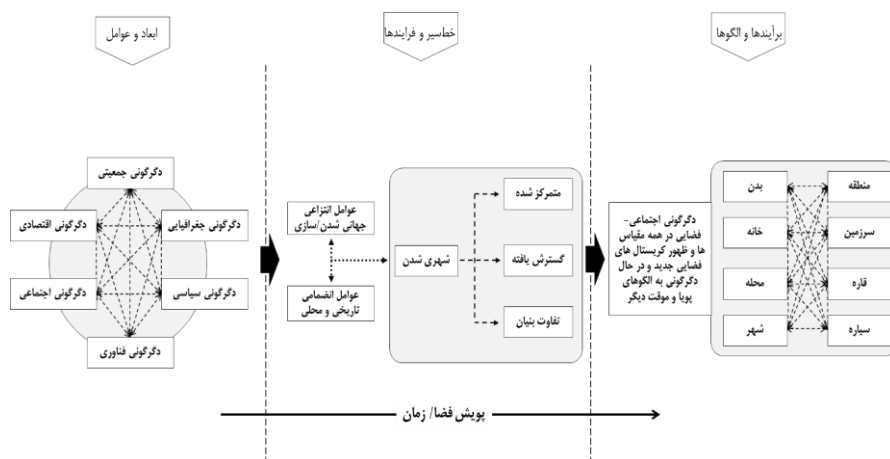 ابعاد و عوامل
خط‌سیر و فرایندها
برآیندها و الگوها
دگرگونی جمعیتی
دگرگونی اقتصادی
دگرگونی جغرافیایی
دگرگونی اجتماعی
دگرگونی سیاسی
دگرگونی فناوری
عوامل انتزاعی
جهانی شدن/سازی
عوامل انضمامی
تاریخی و محلی
شهری شدن
متمرکز شده
گسترش یافته
تفاوت بنیان
دگرگونی اجتماعی-
فضایی در همه مقیاس
ها و ظهور کریستال های
فضایی جدید و در حال
دگرگونی به الگوهای
پویا و موقت دیگر
بدن
خانه
محله
شهر
منطقه
سرزمین
قاره
سیاره
پویش فضا/ زمان